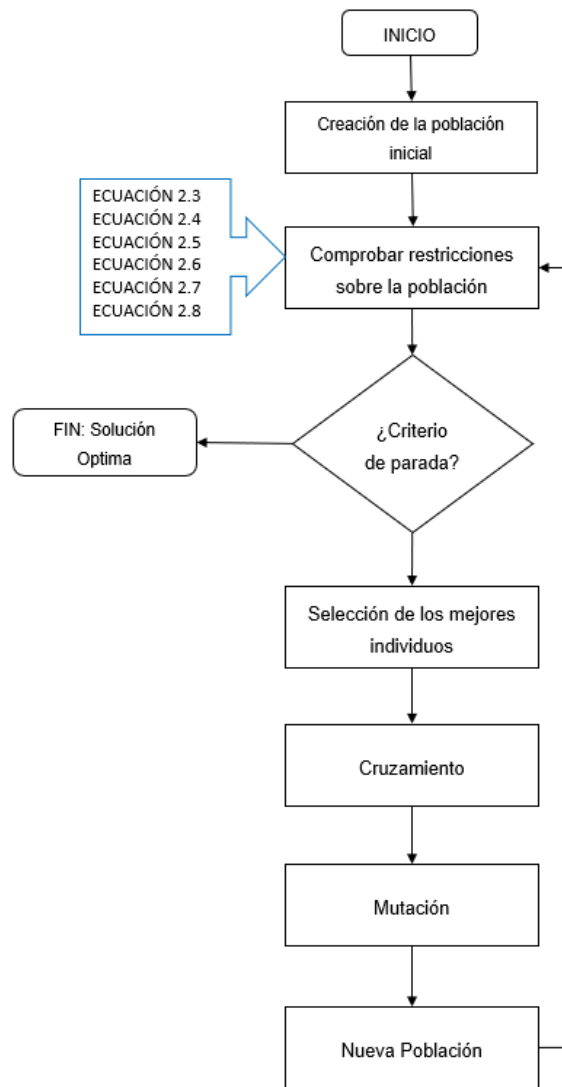 INICIO
Creación de la población
inicial
ECUACIÓN 2.3
ECUACIÓN 2.4
ECUACIÓN 2.5
ECUACIÓN 2.6
ECUACIÓN 2.7
ECUACIÓN 2.8
Comprobar restricciones
sobre la población
¿Criterio
de parada?
FIN: Solución
Optima
Selección de los mejores
individuos
Cruzamiento
Mutación
Nueva Población